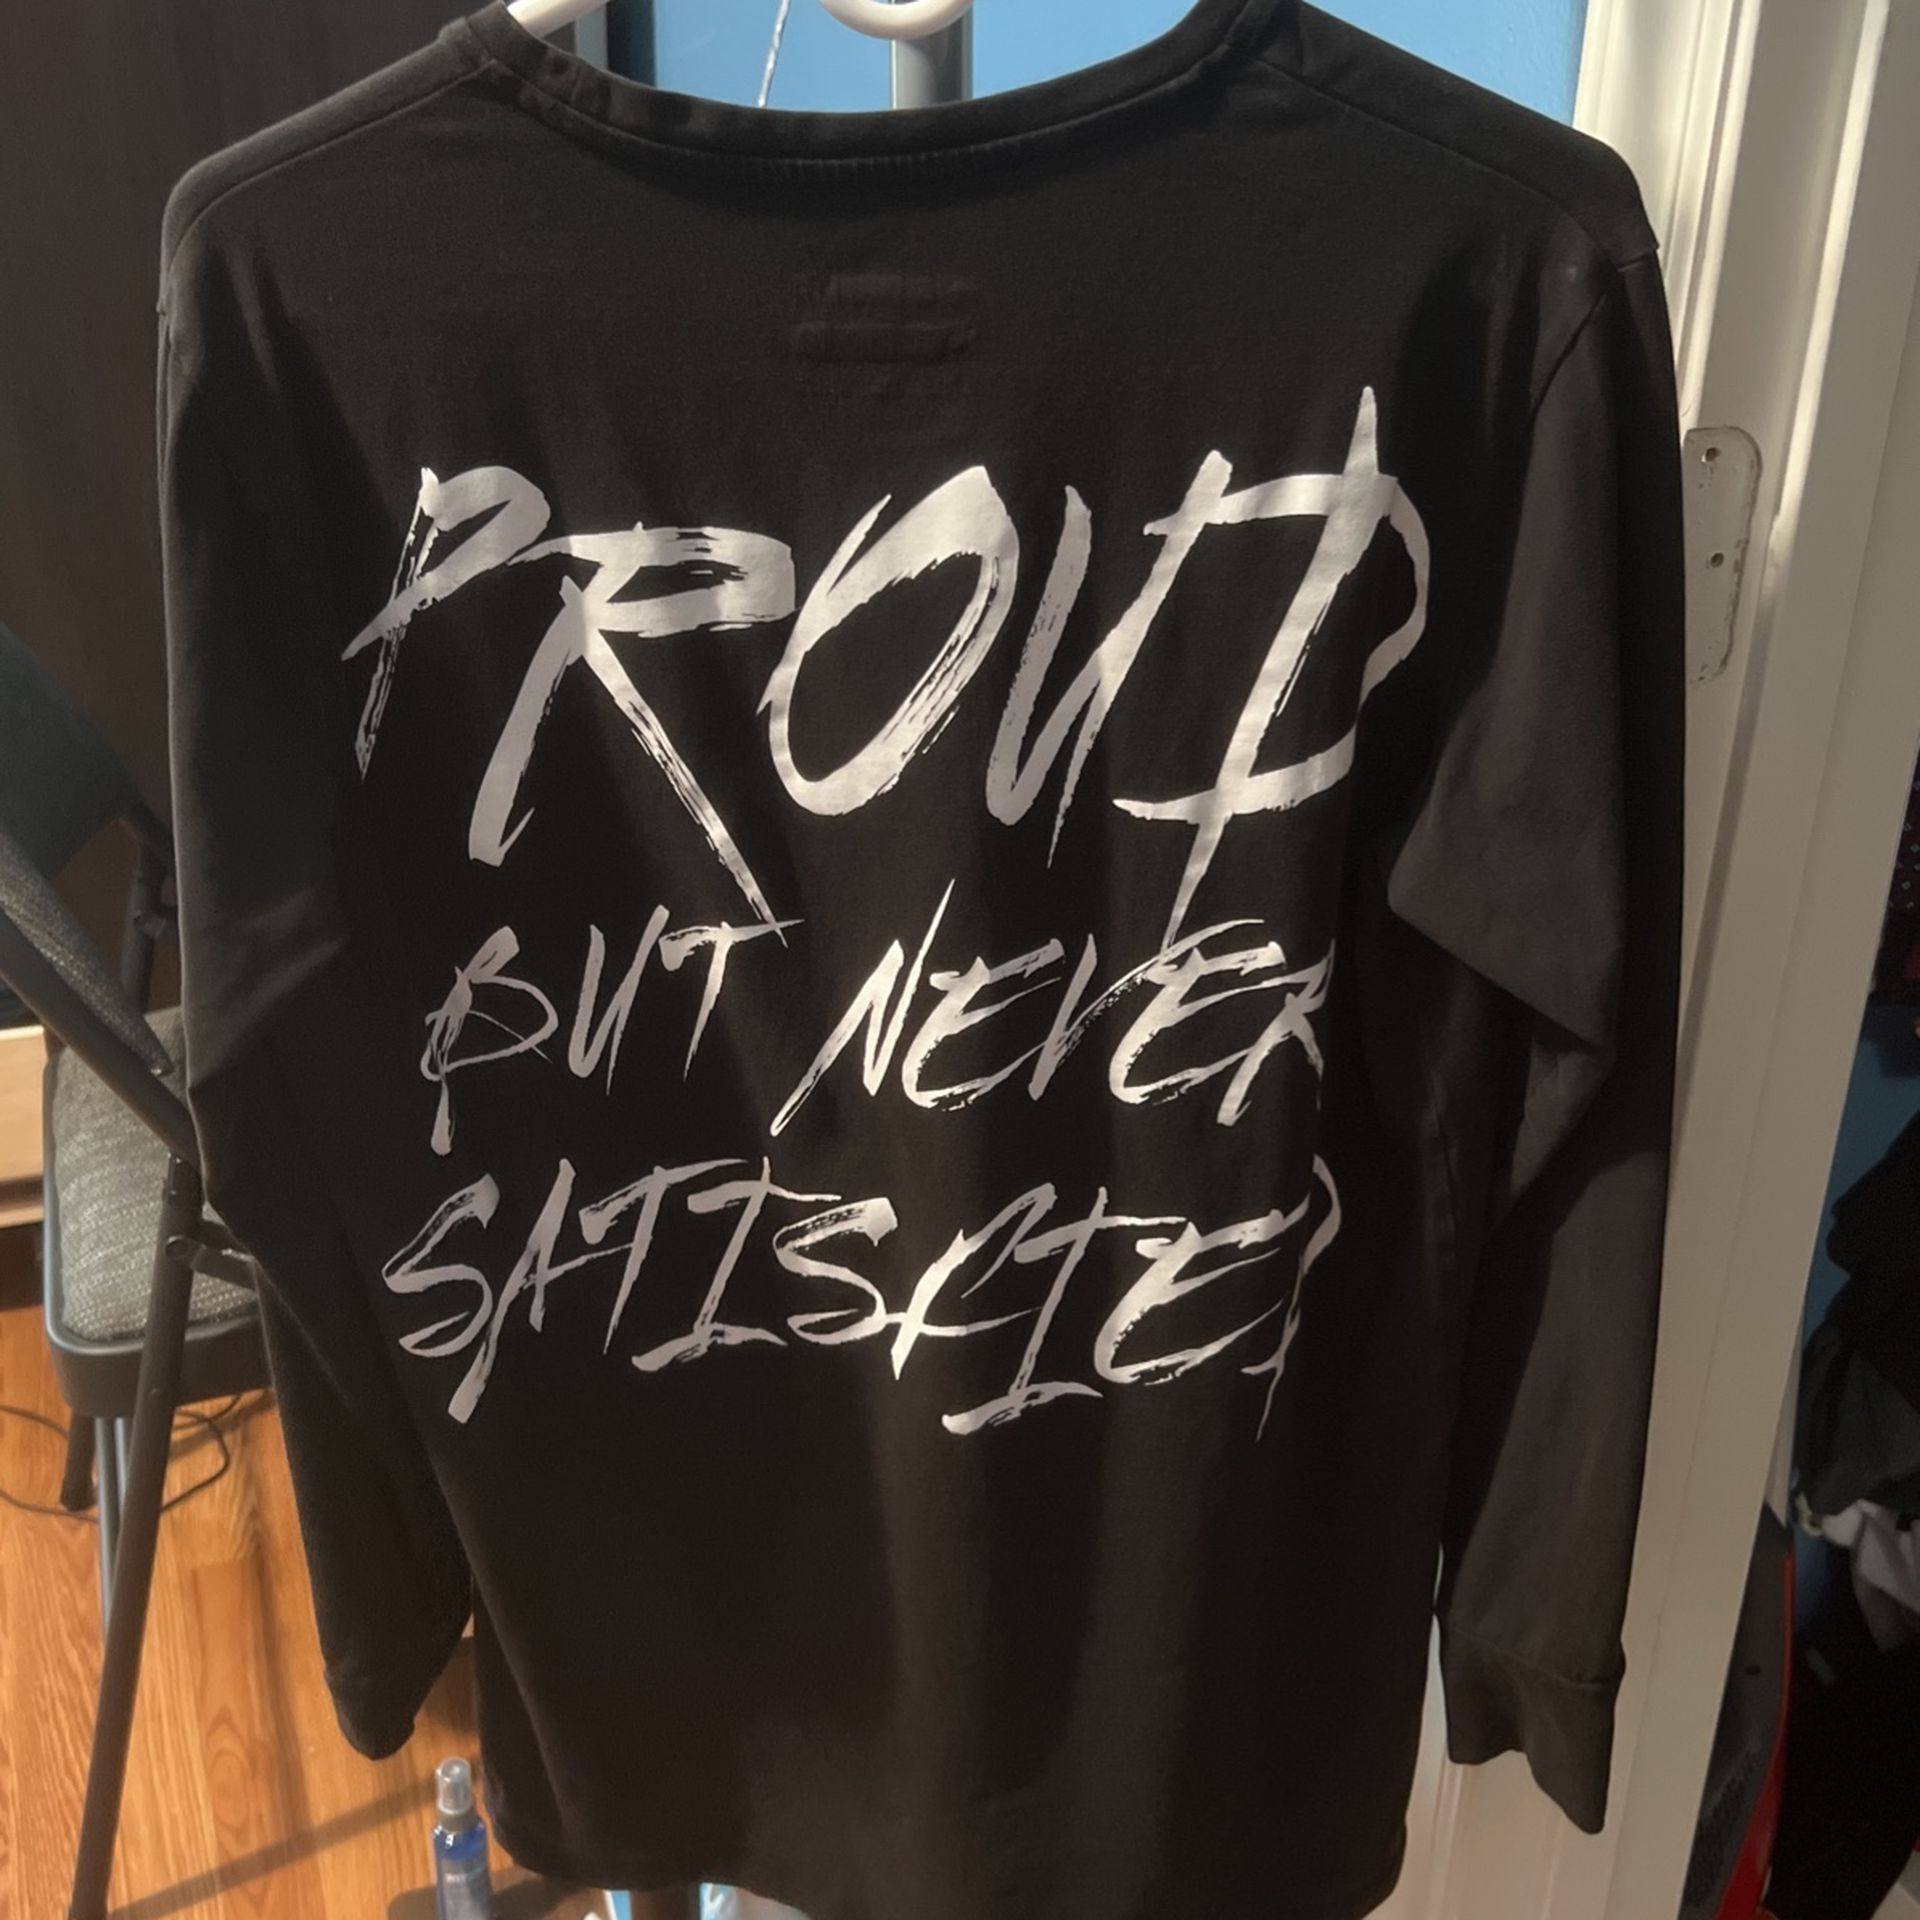 PROUD
BUT NEVER
SATISFIED